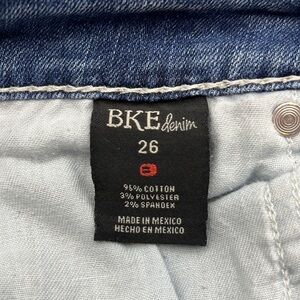 BKE denim
26
95% COTTON
3% POLYESTER
2% SPANDEX
MADE IN MEXICO
HECHO EN MEXICO